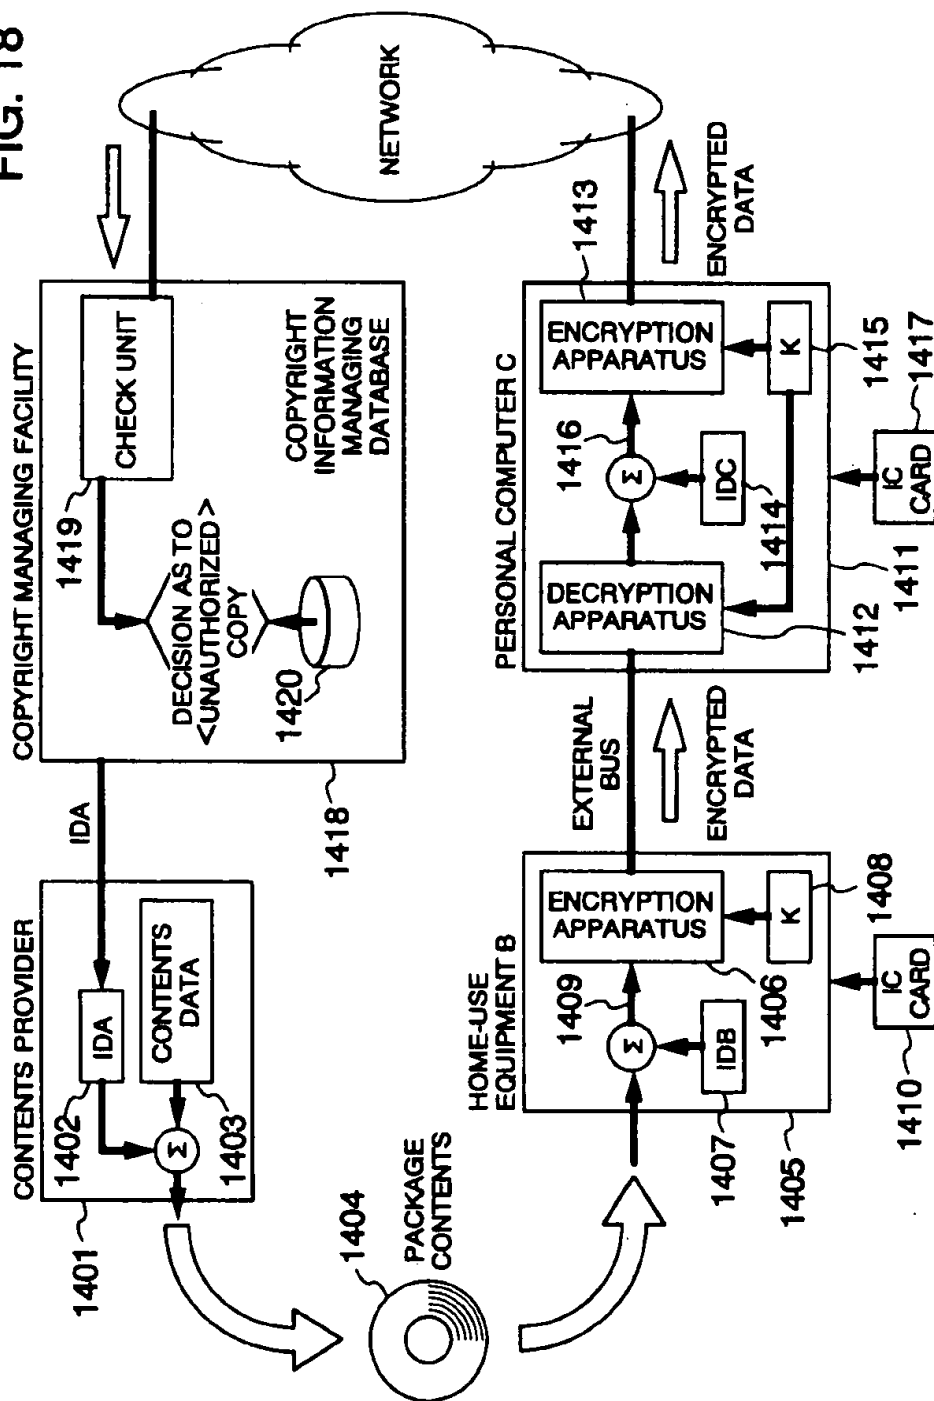 FIG. 18
CONTENTS PROVIDER
1401
1402
IDA
CONTENTS
DATA
1403
Σ
IDA
COPYRIGHT MANAGING FACILITY
1418
1419
CHECK UNIT
DECISION AS TO
<UNAUTHORIZED>
COPY
1420
COPYRIGHT
INFORMATION
MANAGING
DATABASE
NETWORK
1404
PACKAGE
CONTENTS
HOME-USE
EQUIPMENT B
1405
Σ
1409
IDB
1407
ENCRYPTION
APPARATUS
1406
K
1408
IC
CARD
1410
EXTERNAL
BUS
ENCRYPTED
DATA
PERSONAL COMPUTER C
1411
DECRYPTION
APPARATUS
1412
Σ
1416
IDC
1414
ENCRYPTION
APPARATUS
1413
K
1415
IC
CARD
1417
ENCRYPTED
DATA